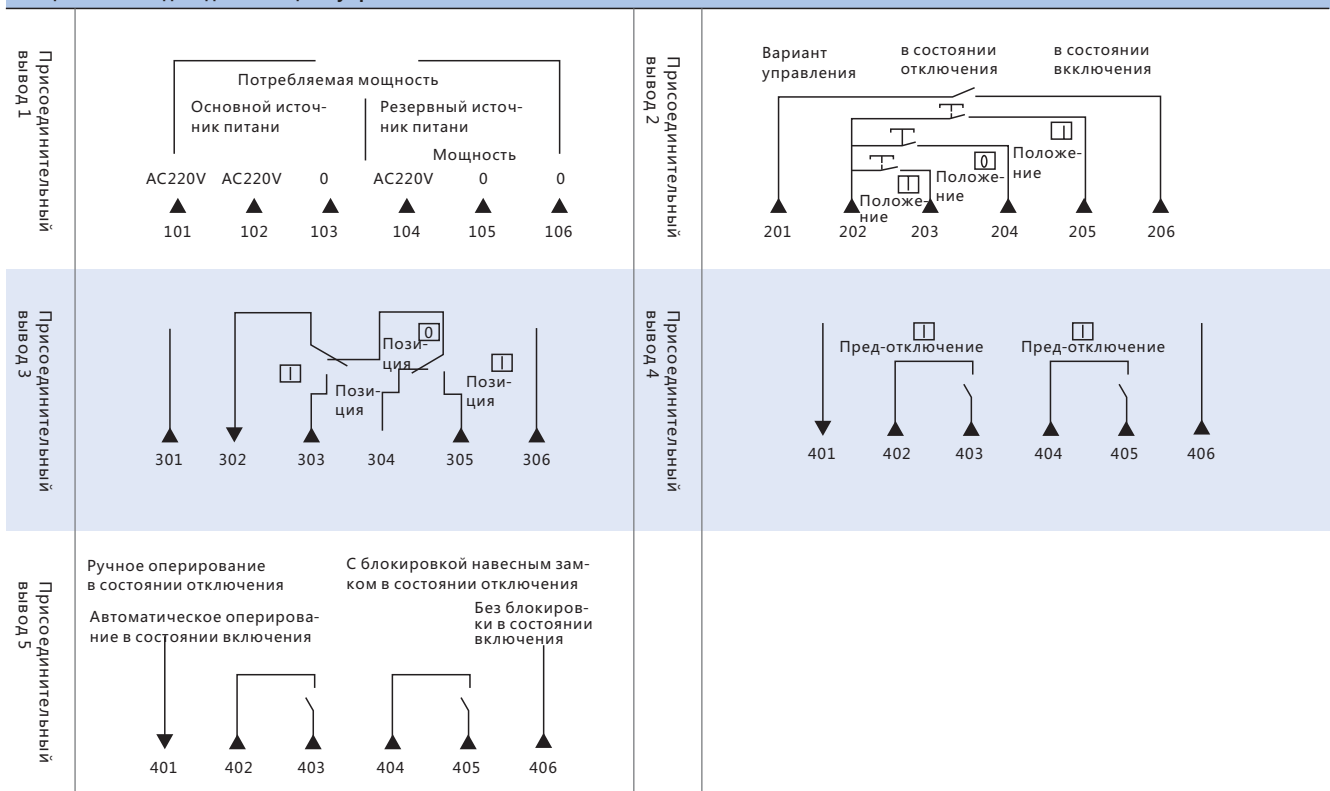 Присоединительный
вывод 1
Потребляемая мощность
Основной источ-
ник питани
Резервный источ-
ник питани
Мощность
AC220V AC220V 0 AC220V 0 0
101 102 103 104 105 106
Присоединительный
вывод 2
Вариант
управления
в состоянии
отключения
в состоянии
вкключения
Положе-
ние
Положе-
ние
Положе-
ние
201 202 203 204 205 206
Присоединительный
вывод 3
0
Пози-
ция
Пози-
ция
Пози-
ция
301 302 303 304 305 306
Присоединительный
вывод 4
Пред-отключение
Пред-отключение
401 402 403 404 405 406
Присоединительный
вывод 5
Ручное оперирование
в состоянии отключения
Автоматическое оперирова-
ние в состоянии включения
С блокировкой навесным зам-
ком в состоянии отключения
Без блокиров-
ки в состоянии
включения
401 402 403 404 405 406